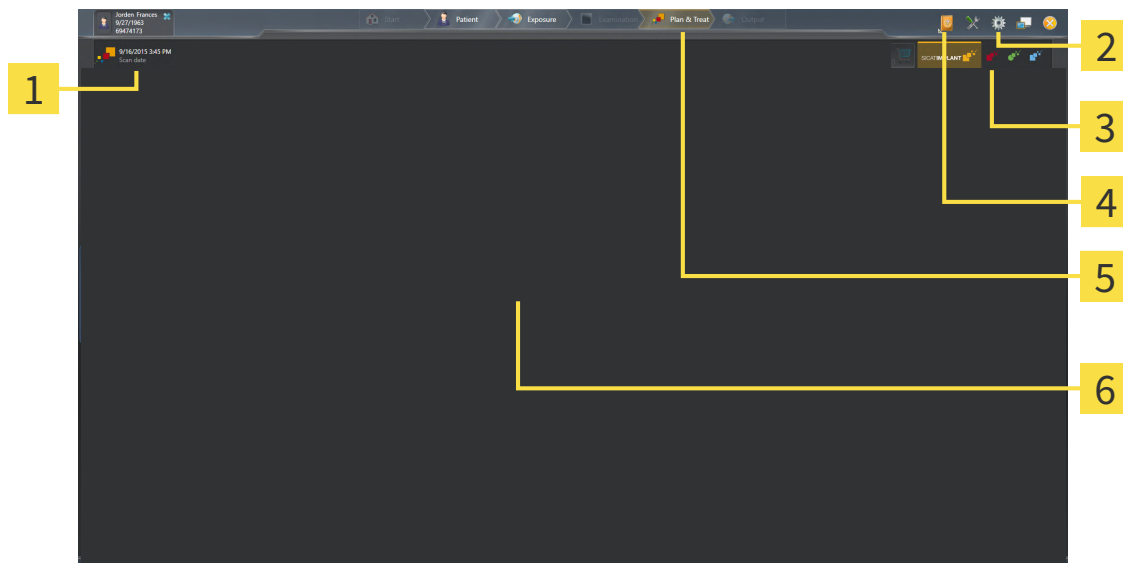 Jorden Frances
9/27/1963
69474173
Start
Patient
Exposure
Examination
Plan & Treat
Output
9/16/2015 3:45 PM
Scan date
SICAT IMPLANT
1
2
3
4
5
6